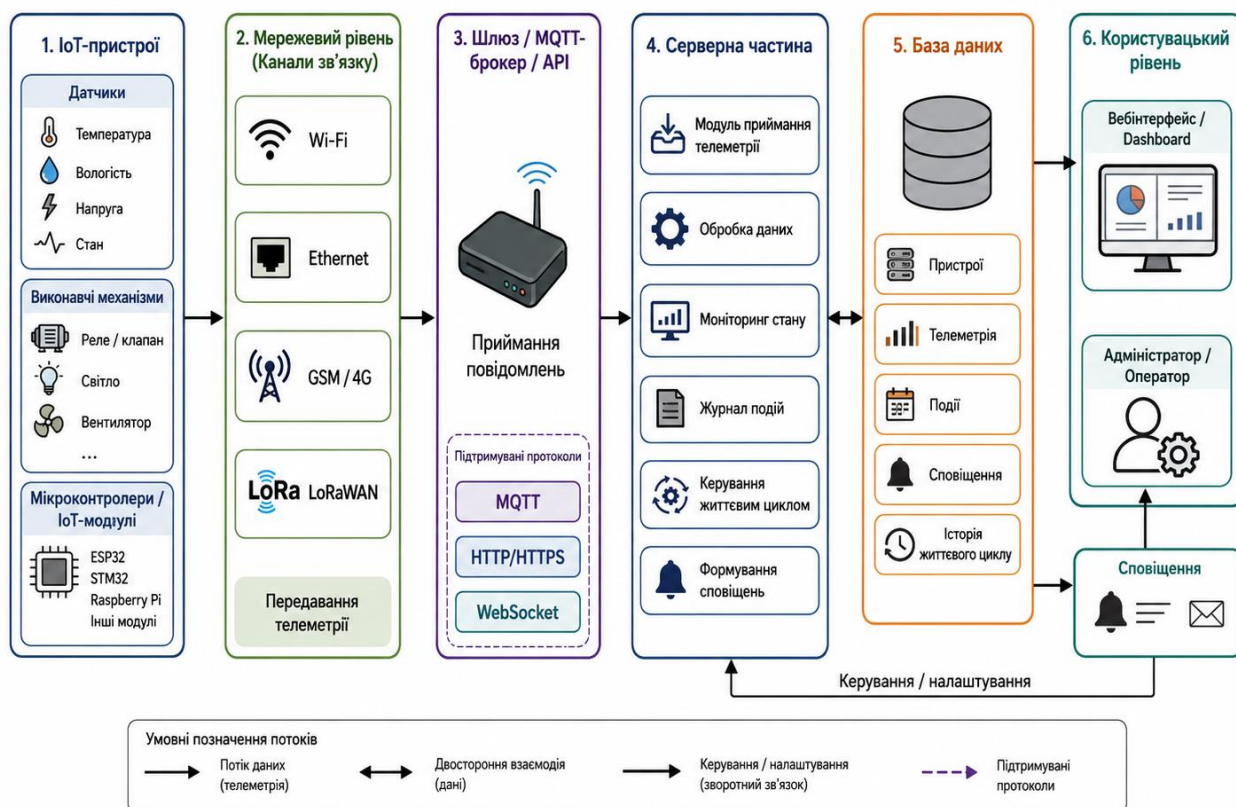 1. IoT-пристрої
Датчики
Температура
Вологість
Напруга
Стан
Виконавчі механізми
Реле / клапан
Світло
Вентилятор
...
Мікроконтролери /
IoT-модулі
ESP32
STM32
Raspberry Pi
Інші модулі
2. Мережевий рівень
(Канали зв'язку)
Wi-Fi
Ethernet
GSM / 4G
LoRa LoRaWAN
Передавання
телеметрії
3. Шлюз / MQTT-
брокер / API
Приймання
повідомлень
Підтримувані протоколи
MQTT
HTTP/HTTPS
WebSocket
4. Серверна частина
Модуль приймання
телеметрії
Обробка даних
Моніторинг стану
Журнал подій
Керування
життєвим циклом
Формування
сповіщень
5. База даних
Пристрої
Телеметрія
Події
Сповіщення
Історія
життєвого циклу
6. Користувацький
рівень
Вебінтерфейс /
Dashboard
Адміністратор /
Оператор
Сповіщення
Керування / налаштування
Умовні позначення потоків
Потік даних
(телеметрія)
Двостороння взаємодія
(дані)
Керування / налаштування
(зворотний зв'язок)
Підтримувані
протоколи